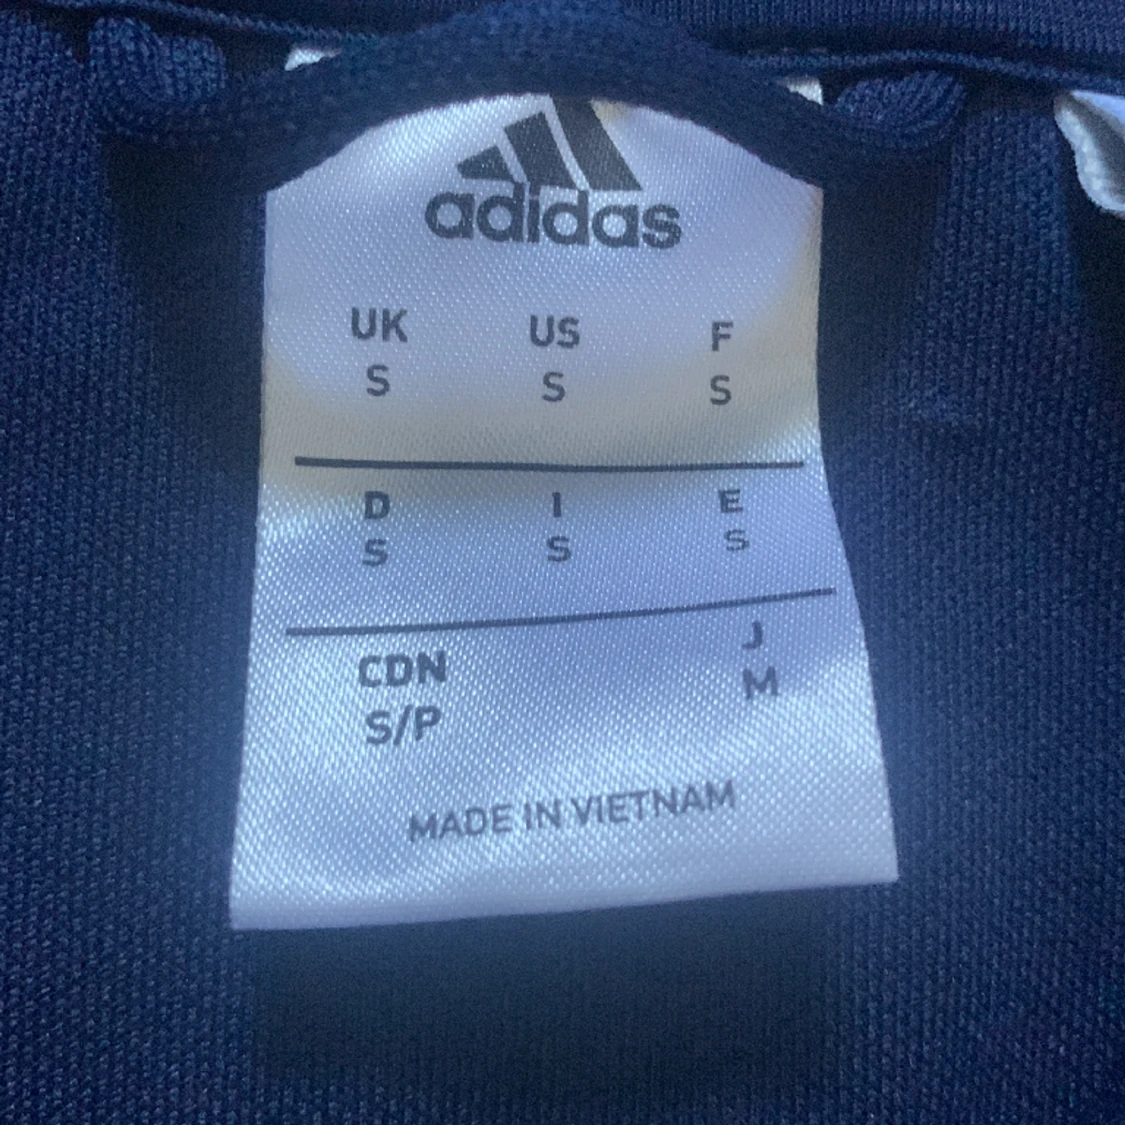 adidas
UK US F
S S S
D I E
S S S
CDN J
S/P M
MADE IN VIETNAM